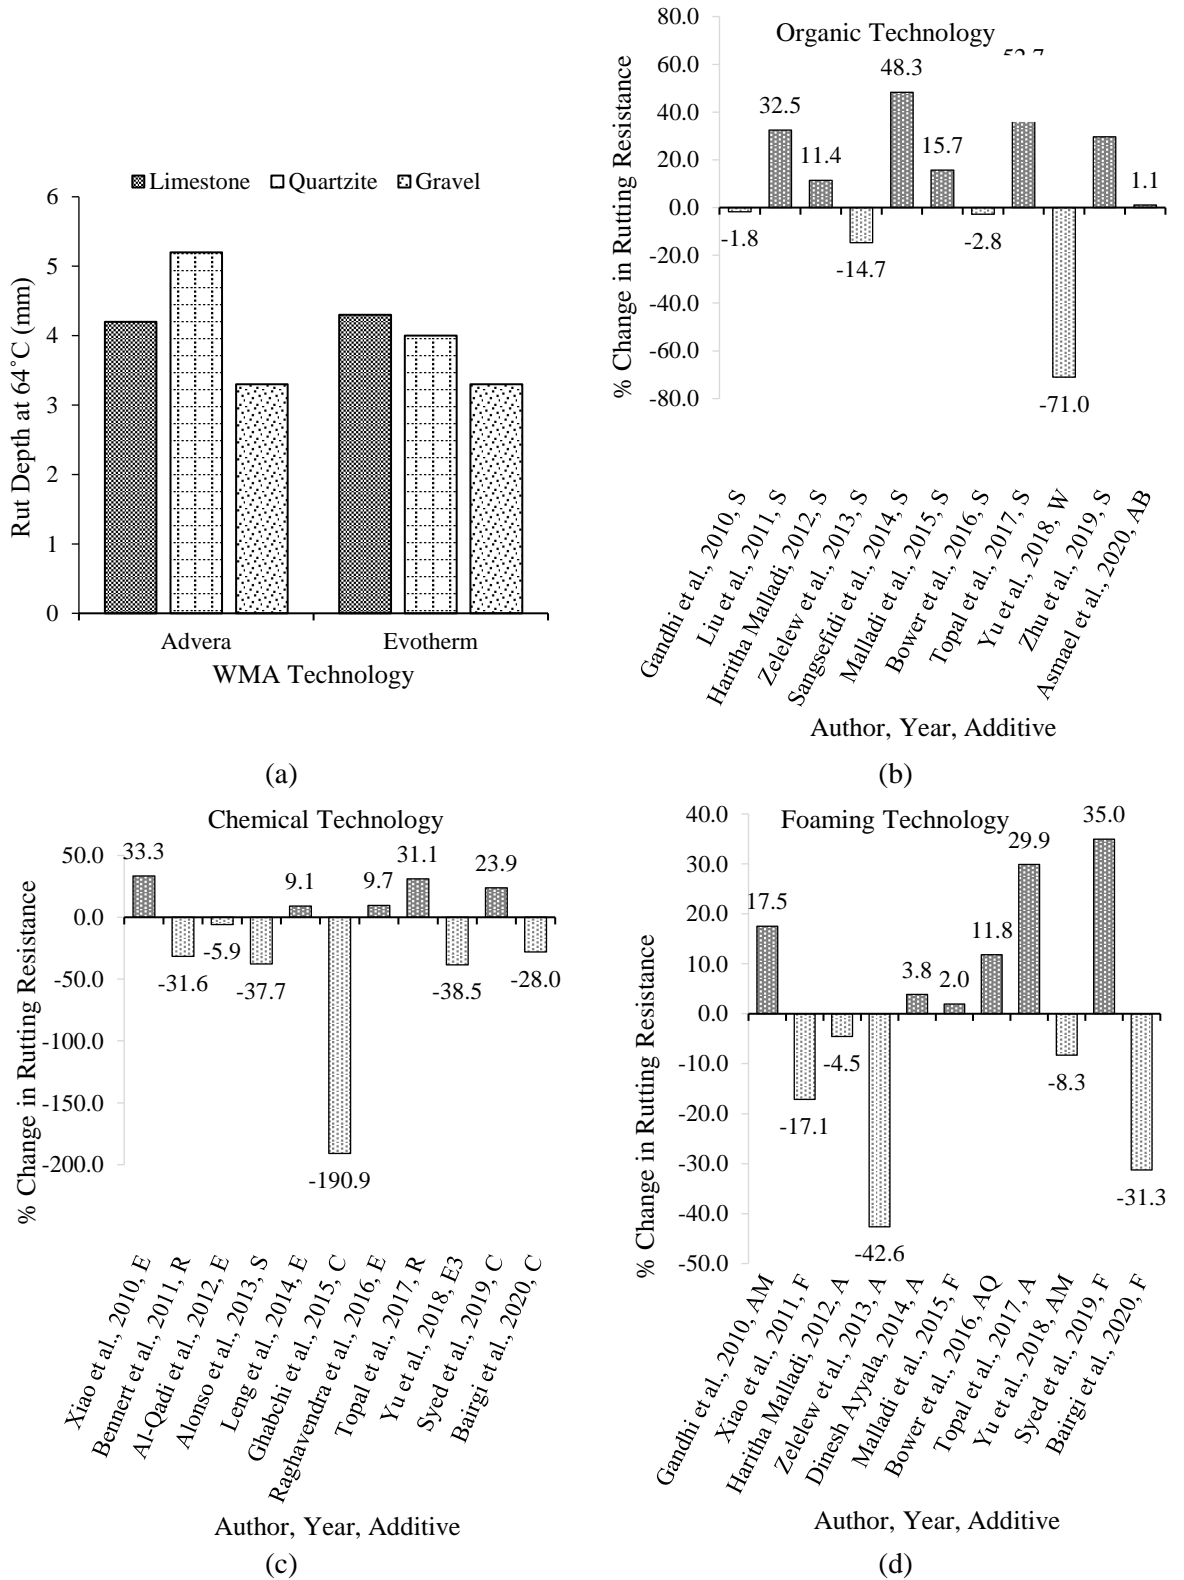 Limestone Quartzite Gravel
6
5
4
3
2
1
0
Rut Depth at 64˚C (mm)
Advera Evotherm
WMA Technology
(a)
Organic Technology
80.0
60.0
40.0
20.0
0.0
-20.0
-40.0
-60.0
-80.0
% Change in Rutting Resistance
-1.8
32.5
11.4
-14.7
48.3
15.7
-2.8
-71.0
1.1
Gandhi et al., 2010, S
Liu et al., 2011, S
Haritha Malladi, 2012, S
Zelelew et al., 2013, S
Sangsefidi et al., 2014, S
Malladi et al., 2015, S
Bower et al., 2016, S
Topal et al., 2017, S
Yu et al., 2018, W
Zhu et al., 2019, S
Asmael et al., 2020, AB
Author, Year, Additive
(b)
Chemical Technology
50.0
0.0
-50.0
-100.0
-150.0
-200.0
% Change in Rutting Resistance
33.3
-31.6
-5.9
-37.7
9.1
-190.9
9.7
31.1
-38.5
23.9
-28.0
Xiao et al., 2010, E
Bennert et al., 2011, R
Al-Qadi et al., 2012, E
Alonso et al., 2013, S
Leng et al., 2014, E
Ghabchi et al., 2015, C
Raghavendra et al., 2016, E
Topal et al., 2017, R
Yu et al., 2018, E3
Syed et al., 2019, C
Bairgi et al., 2020, C
Author, Year, Additive
(c)
Foaming Technology
40.0
30.0
20.0
10.0
0.0
-10.0
-20.0
-30.0
-40.0
-50.0
% Change in Rutting Resistance
17.5
-17.1
-4.5
-42.6
3.8
2.0
11.8
29.9
-8.3
35.0
-31.3
Gandhi et al., 2010, AM
Xiao et al., 2011, F
Haritha Malladi, 2012, A
Zelelew et al., 2013, A
Dinesh Ayyala, 2014, A
Malladi et al., 2015, F
Bower et al., 2016, AQ
Topal et al., 2017, A
Yu et al., 2018, AM
Syed et al., 2019, F
Bairgi et al., 2020, F
Author, Year, Additive
(d)